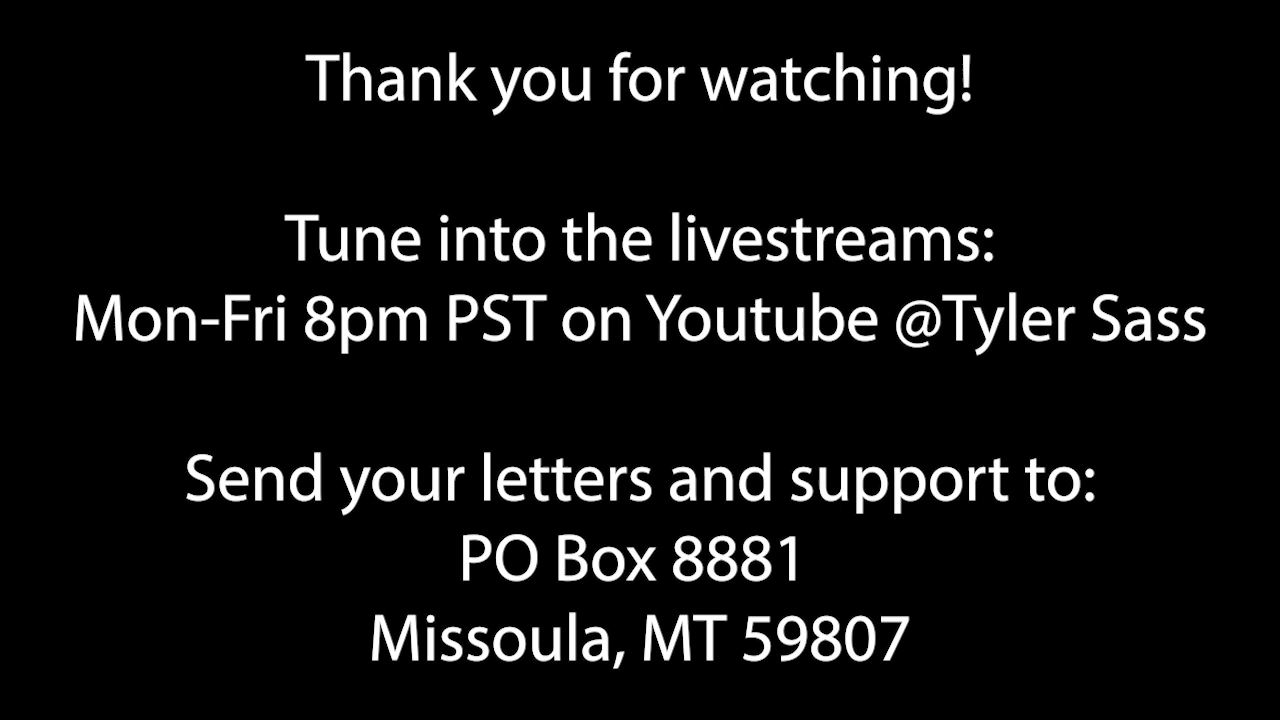 Thank you for watching!
Tune into the livestreams:
Mon-Fri 8pm PST on Youtube @Tyler Sass
Send your letters and support to:
PO Box 8881
Missoula, MT 59807